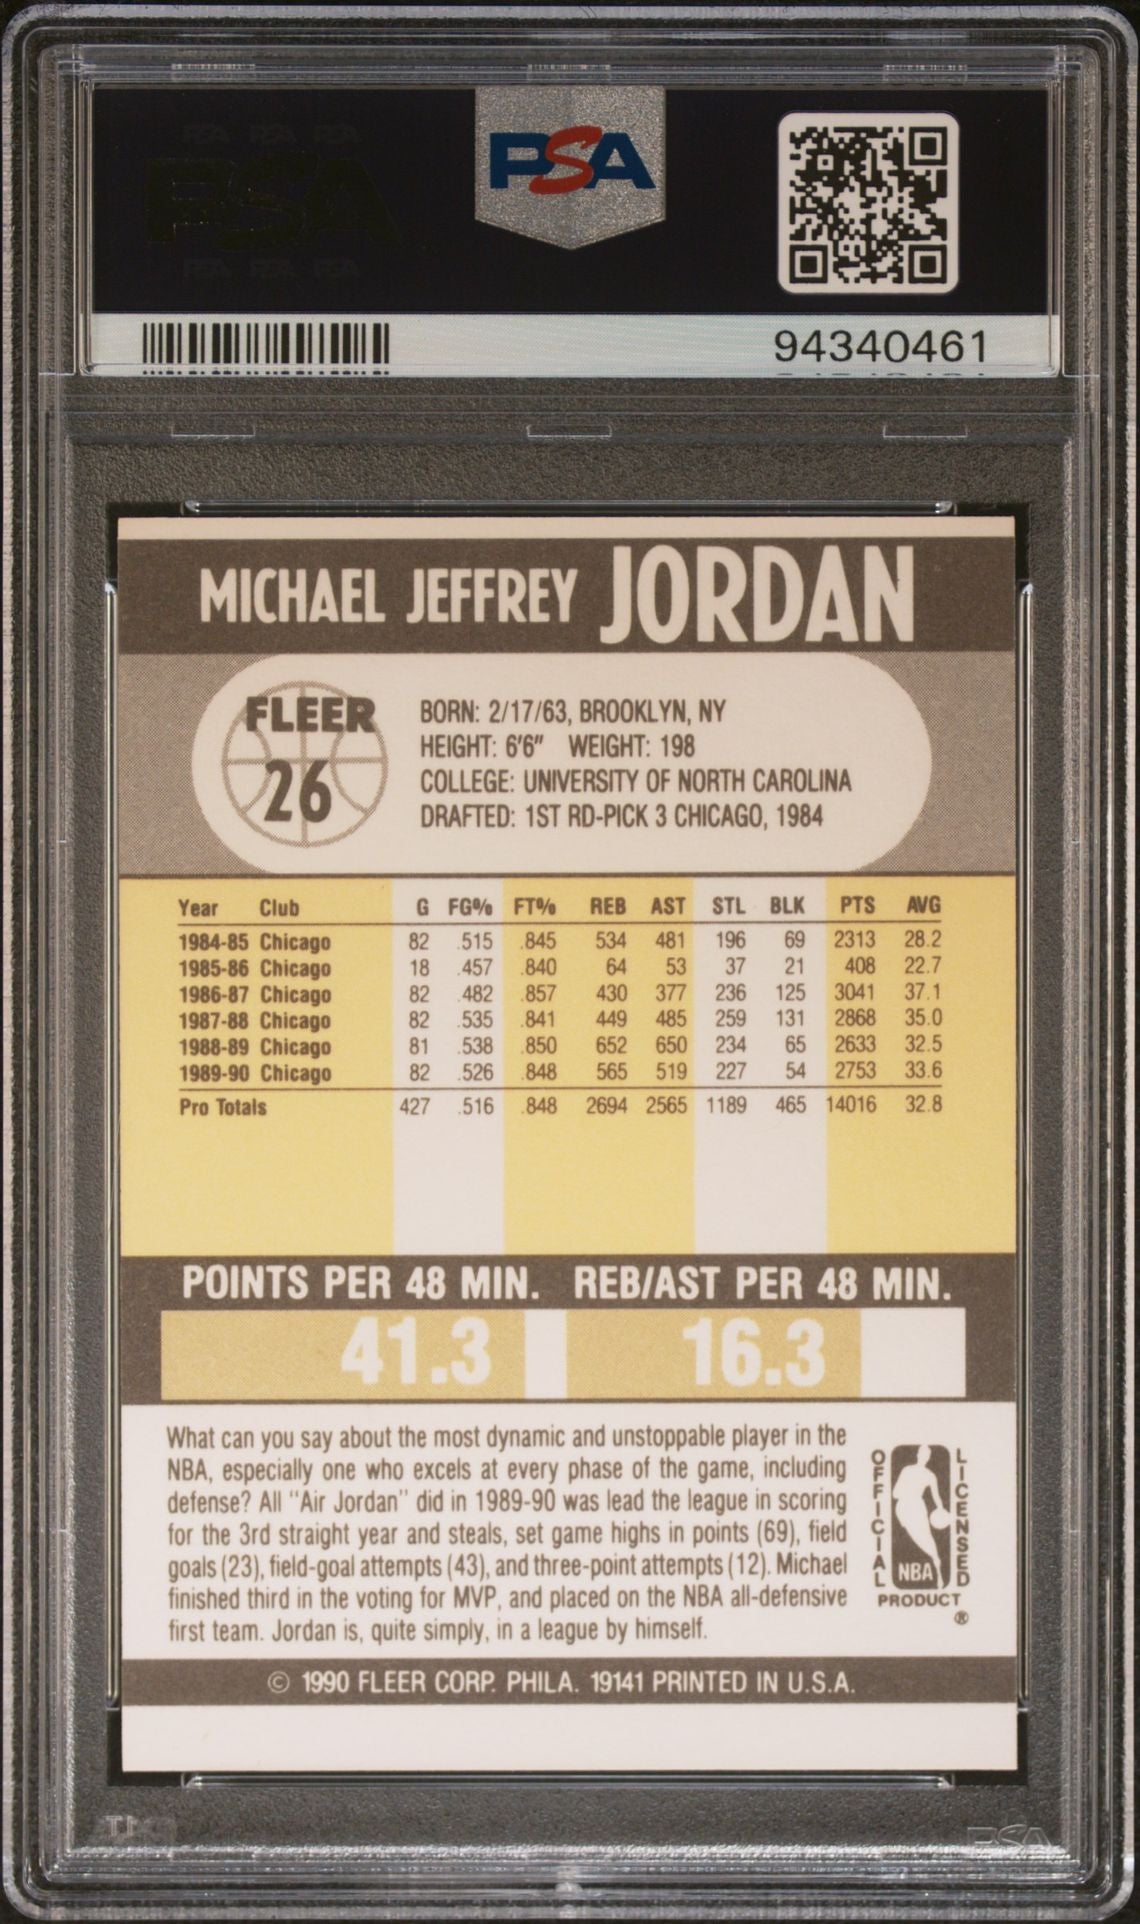 PSA
94340461
MICHAEL JEFFREY JORDAN
FLEER
26
BORN: 2/17/63, BROOKLYN, NY
HEIGHT: 6'6" WEIGHT: 198
COLLEGE: UNIVERSITY OF NORTH CAROLINA
DRAFTED: 1ST RD-PICK 3 CHICAGO, 1984
Year Club G FG% FT% REB AST STL BLK PTS AVG
1984-85 Chicago 82 .515 .845 534 481 196 69 2313 28.2
1985-86 Chicago 18 .457 .840 64 53 37 21 408 22.7
1986-87 Chicago 82 .482 .857 430 377 236 125 3041 37.1
1987-88 Chicago 82 .535 .841 449 485 259 131 2868 35.0
1988-89 Chicago 81 .538 .850 652 650 234 65 2633 32.5
1989-90 Chicago 82 .526 .848 565 519 227 54 2753 33.6
Pro Totals 427 .516 .848 2694 2565 1189 465 14016 32.8
POINTS PER 48 MIN. REB/AST PER 48 MIN.
41.3 16.3
What can you say about the most dynamic and unstoppable player in the
NBA, especially one who excels at every phase of the game, including
defense? All "Air Jordan" did in 1989-90 was lead the league in scoring
for the 3rd straight year and steals, set game highs in points (69), field
goals (23), field-goal attempts (43), and three-point attempts (12). Michael
finished third in the voting for MVP, and placed on the NBA all-defensive
first team. Jordan is, quite simply, in a league by himself.
OFFICIAL LICENSED
NBA
PRODUCT
®
© 1990 FLEER CORP. PHILA. 19141 PRINTED IN U.S.A.
PSA